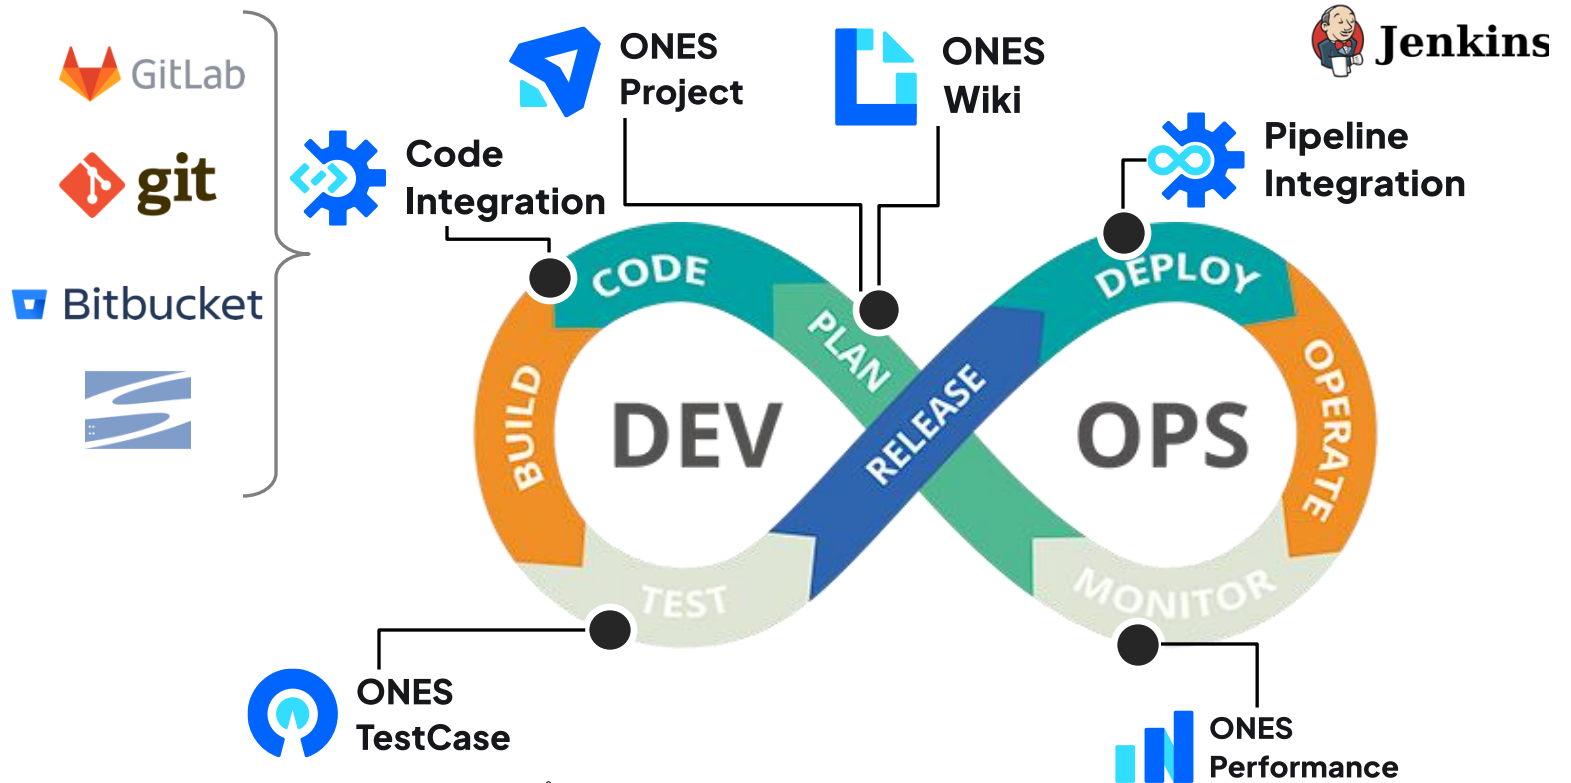 GitLab
git
Bitbucket
Code
Integration
ONES
Project
ONES
Wiki
Jenkins
Pipeline
Integration
CODE
PLAN
BUILD
DEV
TEST
RELEASE
DEPLOY
OPS
OPERATE
MONITOR
ONES
TestCase
ONES
Performance